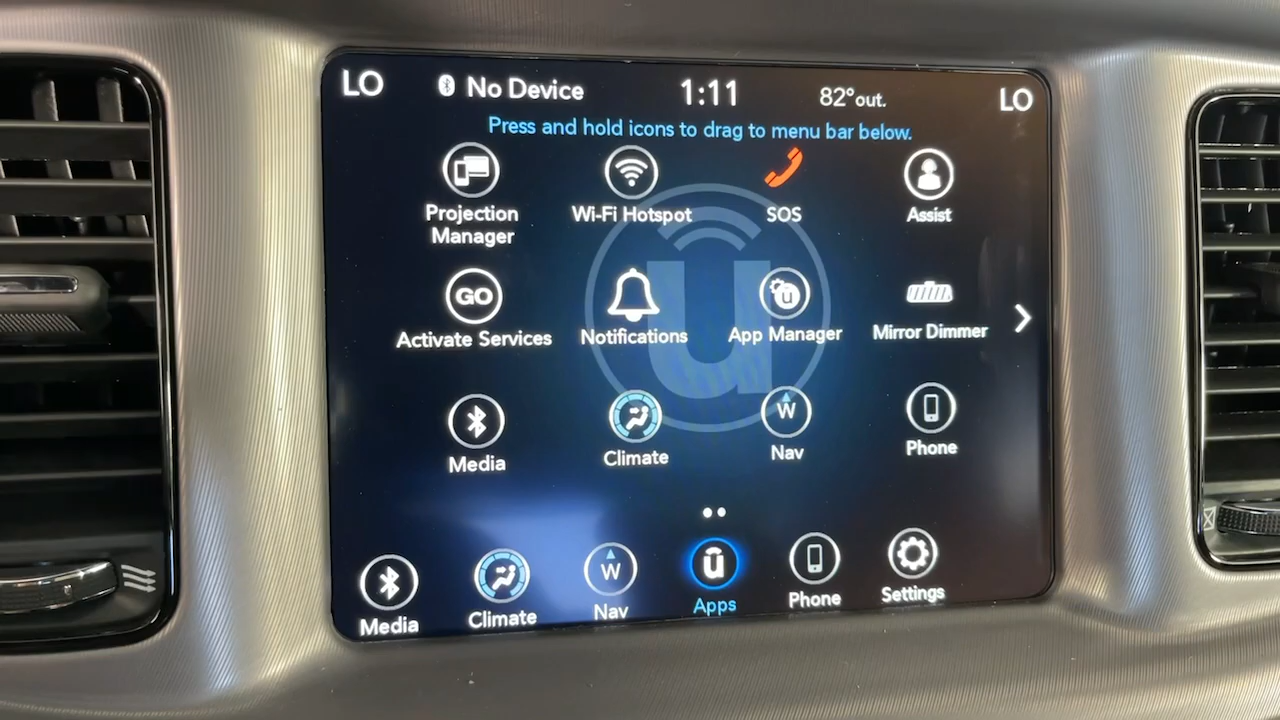 LO No Device 1:11 82°out. LO
Press and hold icons to drag to menu bar below.
Projection Manager
Wi-Fi Hotspot
SOS
Assist
GO
Activate Services
Notifications
u
App Manager
Mirror Dimmer
u
Media
Climate
W
Nav
Phone
Media
Climate
W
Nav
u
Apps
Phone
Settings